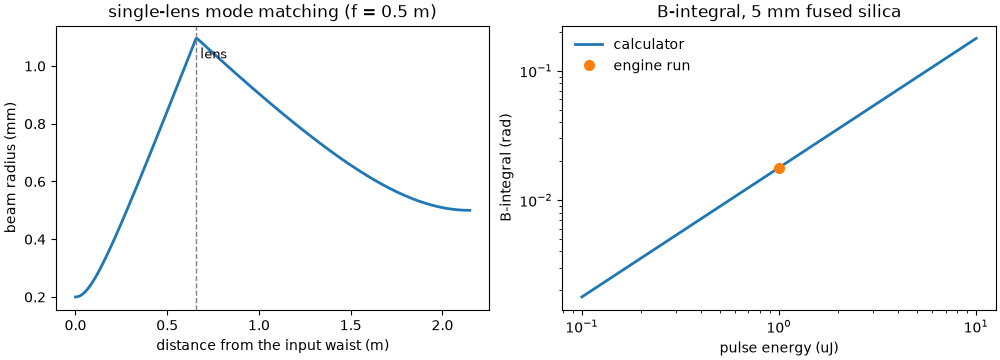 single-lens mode matching (f = 0.5 m)
beam radius (mm)
1.0
0.8
0.6
0.4
0.2
lens
0.0
0.5
1.0
1.5
2.0
distance from the input waist (m)
B-integral, 5 mm fused silica
B-integral (rad)
10⁻¹
10⁻²
calculator
engine run
10⁻¹
10⁰
10¹
pulse energy (uJ)